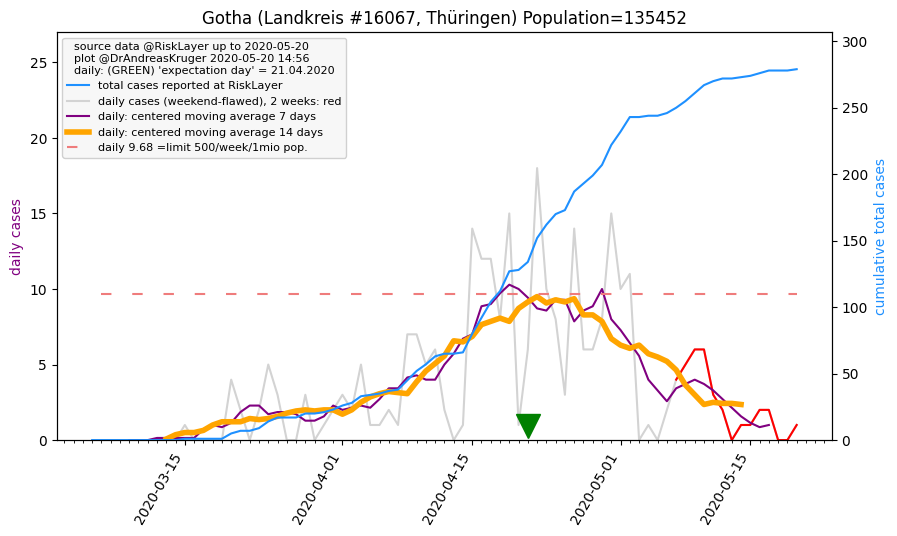 Gotha (Landkreis #16067, Thüringen) Population=135452
source data @RiskLayer up to 2020-05-20
plot @DrAndreasKruger 2020-05-20 14:56
daily: (GREEN) 'expectation day' = 21.04.2020
total cases reported at RiskLayer
daily cases (weekend-flawed), 2 weeks: red
daily: centered moving average 7 days
daily: centered moving average 14 days
daily 9.68 =limit 500/week/1mio pop.
daily cases
25
20
15
10
5
0
300
250
200
150
100
50
0
cumulative total cases
2020-03-15
2020-04-01
2020-04-15
2020-05-01
2020-05-15